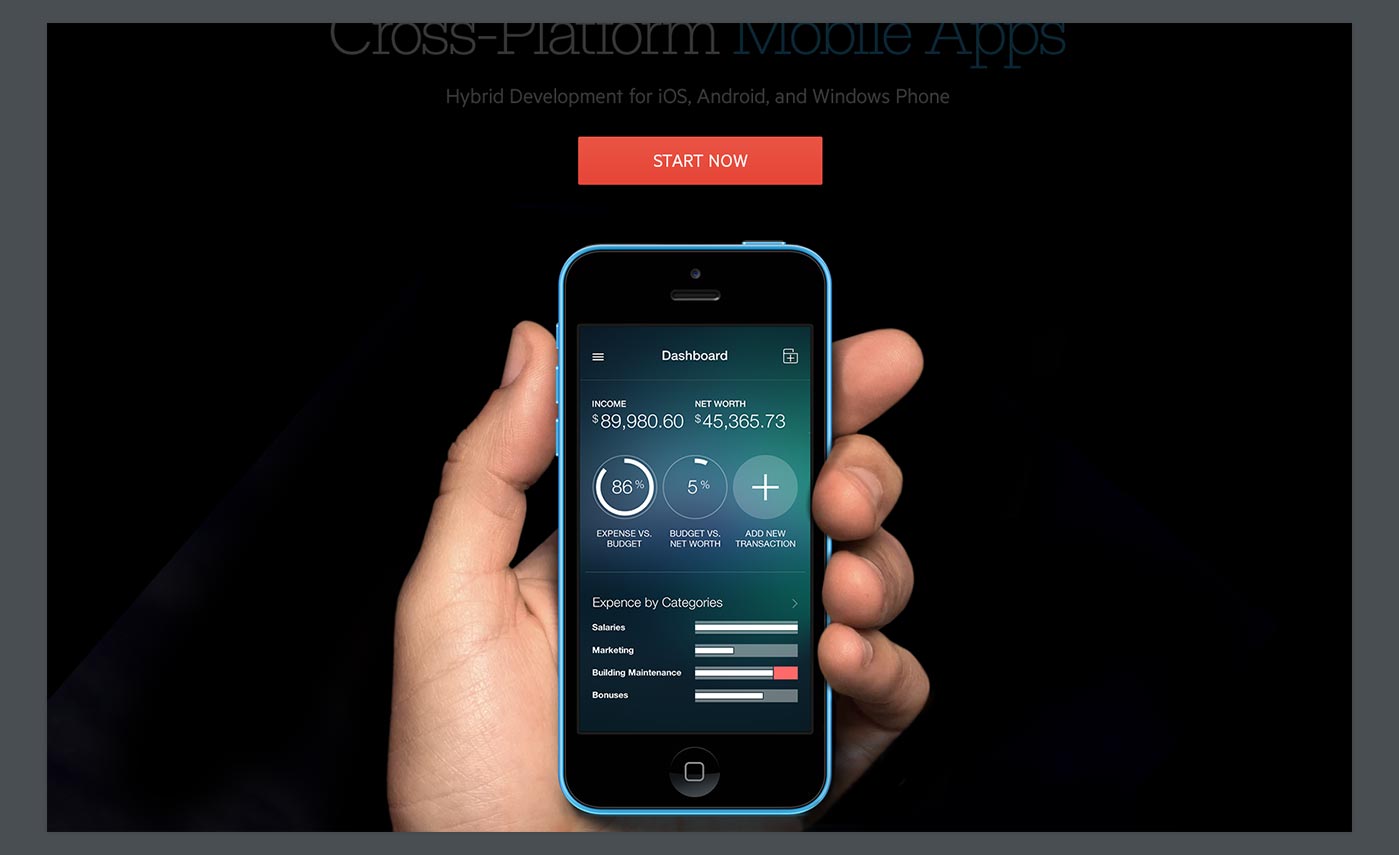 Cross-Platform Mobile Apps
Hybrid Development for iOS, Android, and Windows Phone
START NOW
Dashboard
INCOME
$89,980.60
NET WORTH
$45,365.73
86%
EXPENSE VS.
BUDGET
5%
BUDGET VS.
NET WORTH
ADD NEW
TRANSACTION
Expence by Categories
Salaries
Marketing
Building Maintenance
Bonuses